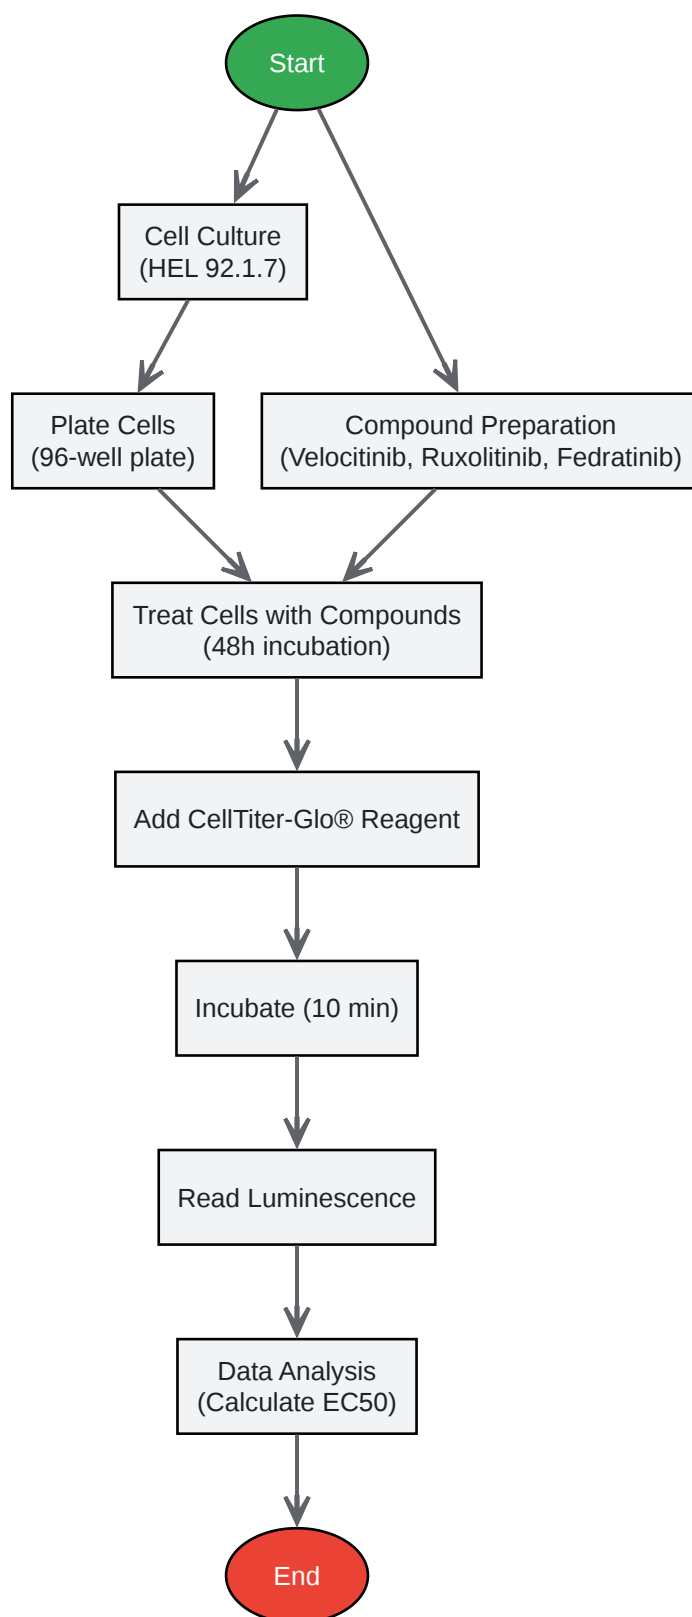 Start
Cell Culture
(HEL 92.1.7)
Plate Cells
(96-well plate)
Compound Preparation
(Velocitinib, Ruxolitinib, Fedratinib)
Treat Cells with Compounds
(48h incubation)
Add CellTiter-Glo® Reagent
Incubate (10 min)
Read Luminescence
Data Analysis
(Calculate EC50)
End